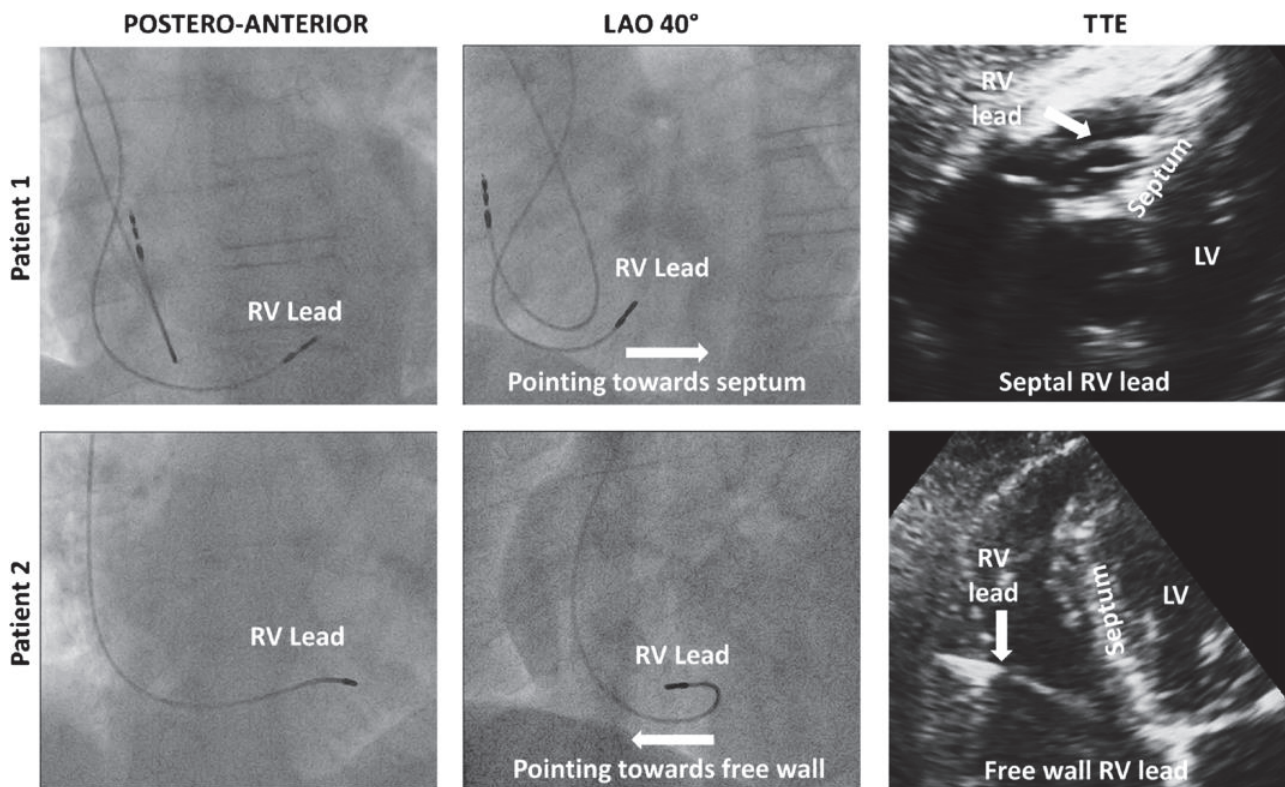 POSTERO-ANTERIOR
LAO 40°
TTE
Patient 1
RV Lead
RV Lead
Pointing towards septum
RV
lead
Septum
LV
Septal RV lead
Patient 2
RV Lead
RV Lead
Pointing towards free wall
RV
lead
Septum
LV
Free wall RV lead